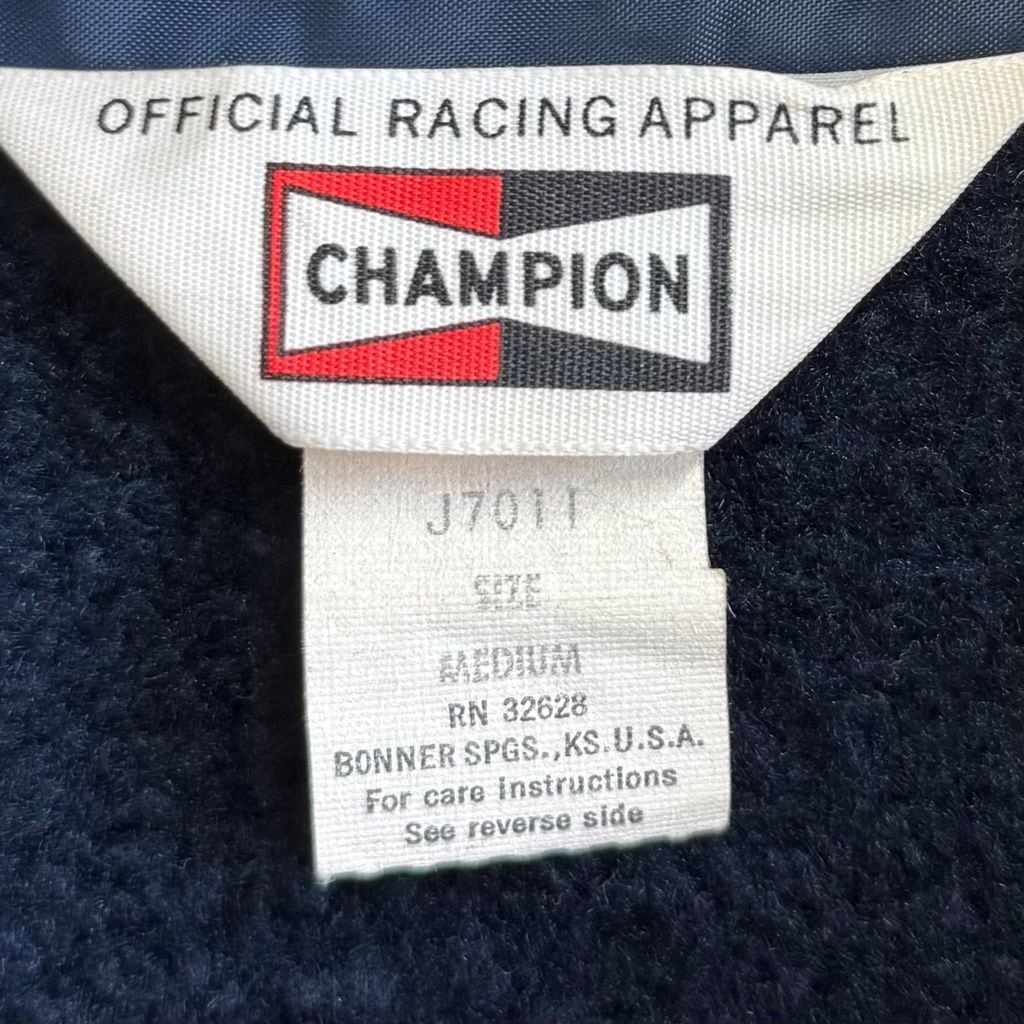 OFFICIAL RACING APPAREL
CHAMPION
J7011
SIZE
MEDIUM
RN 32628
BONNER SPGS.,KS.U.S.A.
For care instructions
See reverse side